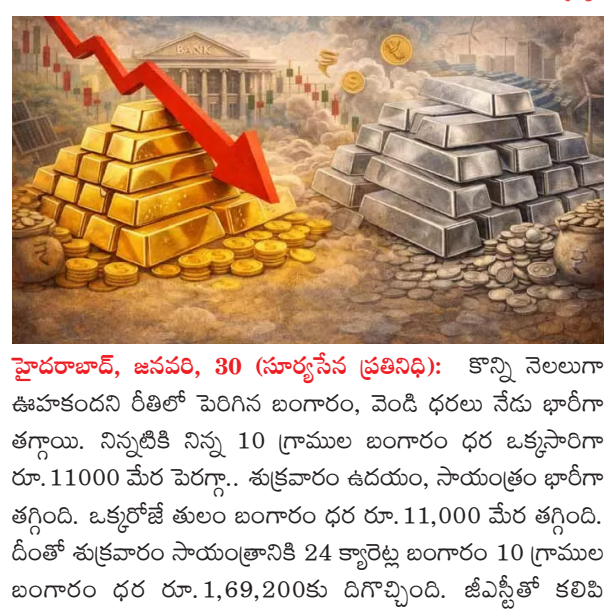 BANK
హైదరాబాద్, జనవరి, 30 (సూర్యసేన ప్రతినిధి): కొన్ని నెలలుగా
ఊహకందని రీతిలో పెరిగిన బంగారం, వెండి ధరలు నేడు భారీగా
తగ్గాయి. నిన్నటికి నిన్న 10 గ్రాముల బంగారం ధర ఒక్కసారిగా
రూ.11000 మేర పెరగ్గా.. శుక్రవారం ఉదయం, సాయంత్రం భారీగా
తగ్గింది. ఒక్కరోజే తులం బంగారం ధర రూ.11,000 మేర తగ్గింది.
దీంతో శుక్రవారం సాయంత్రానికి 24 క్యారెట్ల బంగారం 10 గ్రాముల
బంగారం ధర రూ.1,69,200కు దిగొచ్చింది. జీఎస్టీతో కలిపి